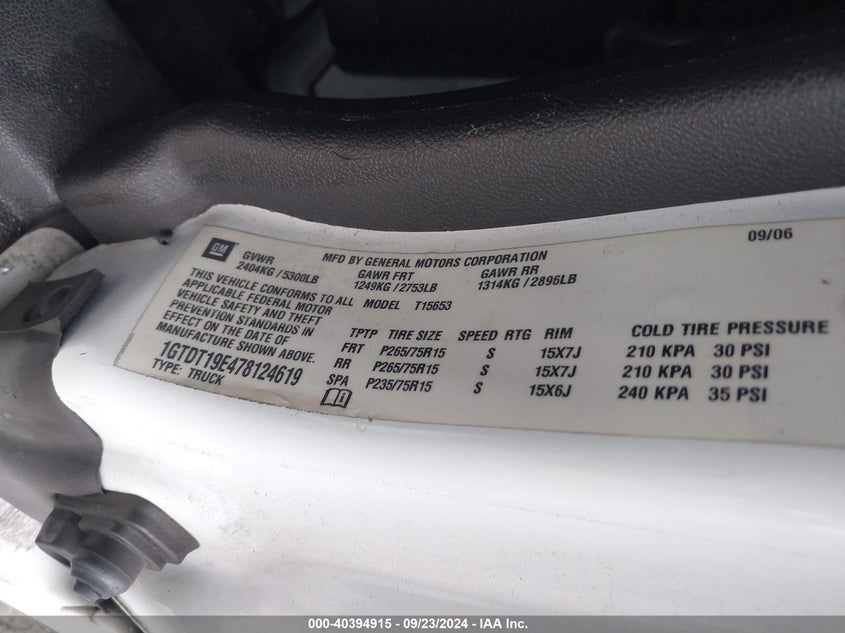 09/06
GM
MFD BY GENERAL MOTORS CORPORATION
GVWR GAWR FRT GAWR RR
2404KG / 5300LB 1249KG / 2753LB 1314KG / 2896LB
THIS VEHICLE CONFORMS TO ALL
APPLICABLE FEDERAL MOTOR
VEHICLE SAFETY AND THEFT
PREVENTION STANDARDS IN
EFFECT ON THE DATE OF
MANUFACTURE SHOWN ABOVE.
1GTDT19E478124619
TYPE: TRUCK
MODEL T15653
TPTP TIRE SIZE SPEED RTG RIM COLD TIRE PRESSURE
FRT P265/75R15 S 15X7J 210 KPA 30 PSI
RR P265/75R15 S 15X7J 210 KPA 30 PSI
SPA P235/75R15 S 15X6J 240 KPA 35 PSI
000-40394915 - 09/23/2024 - IAA Inc.